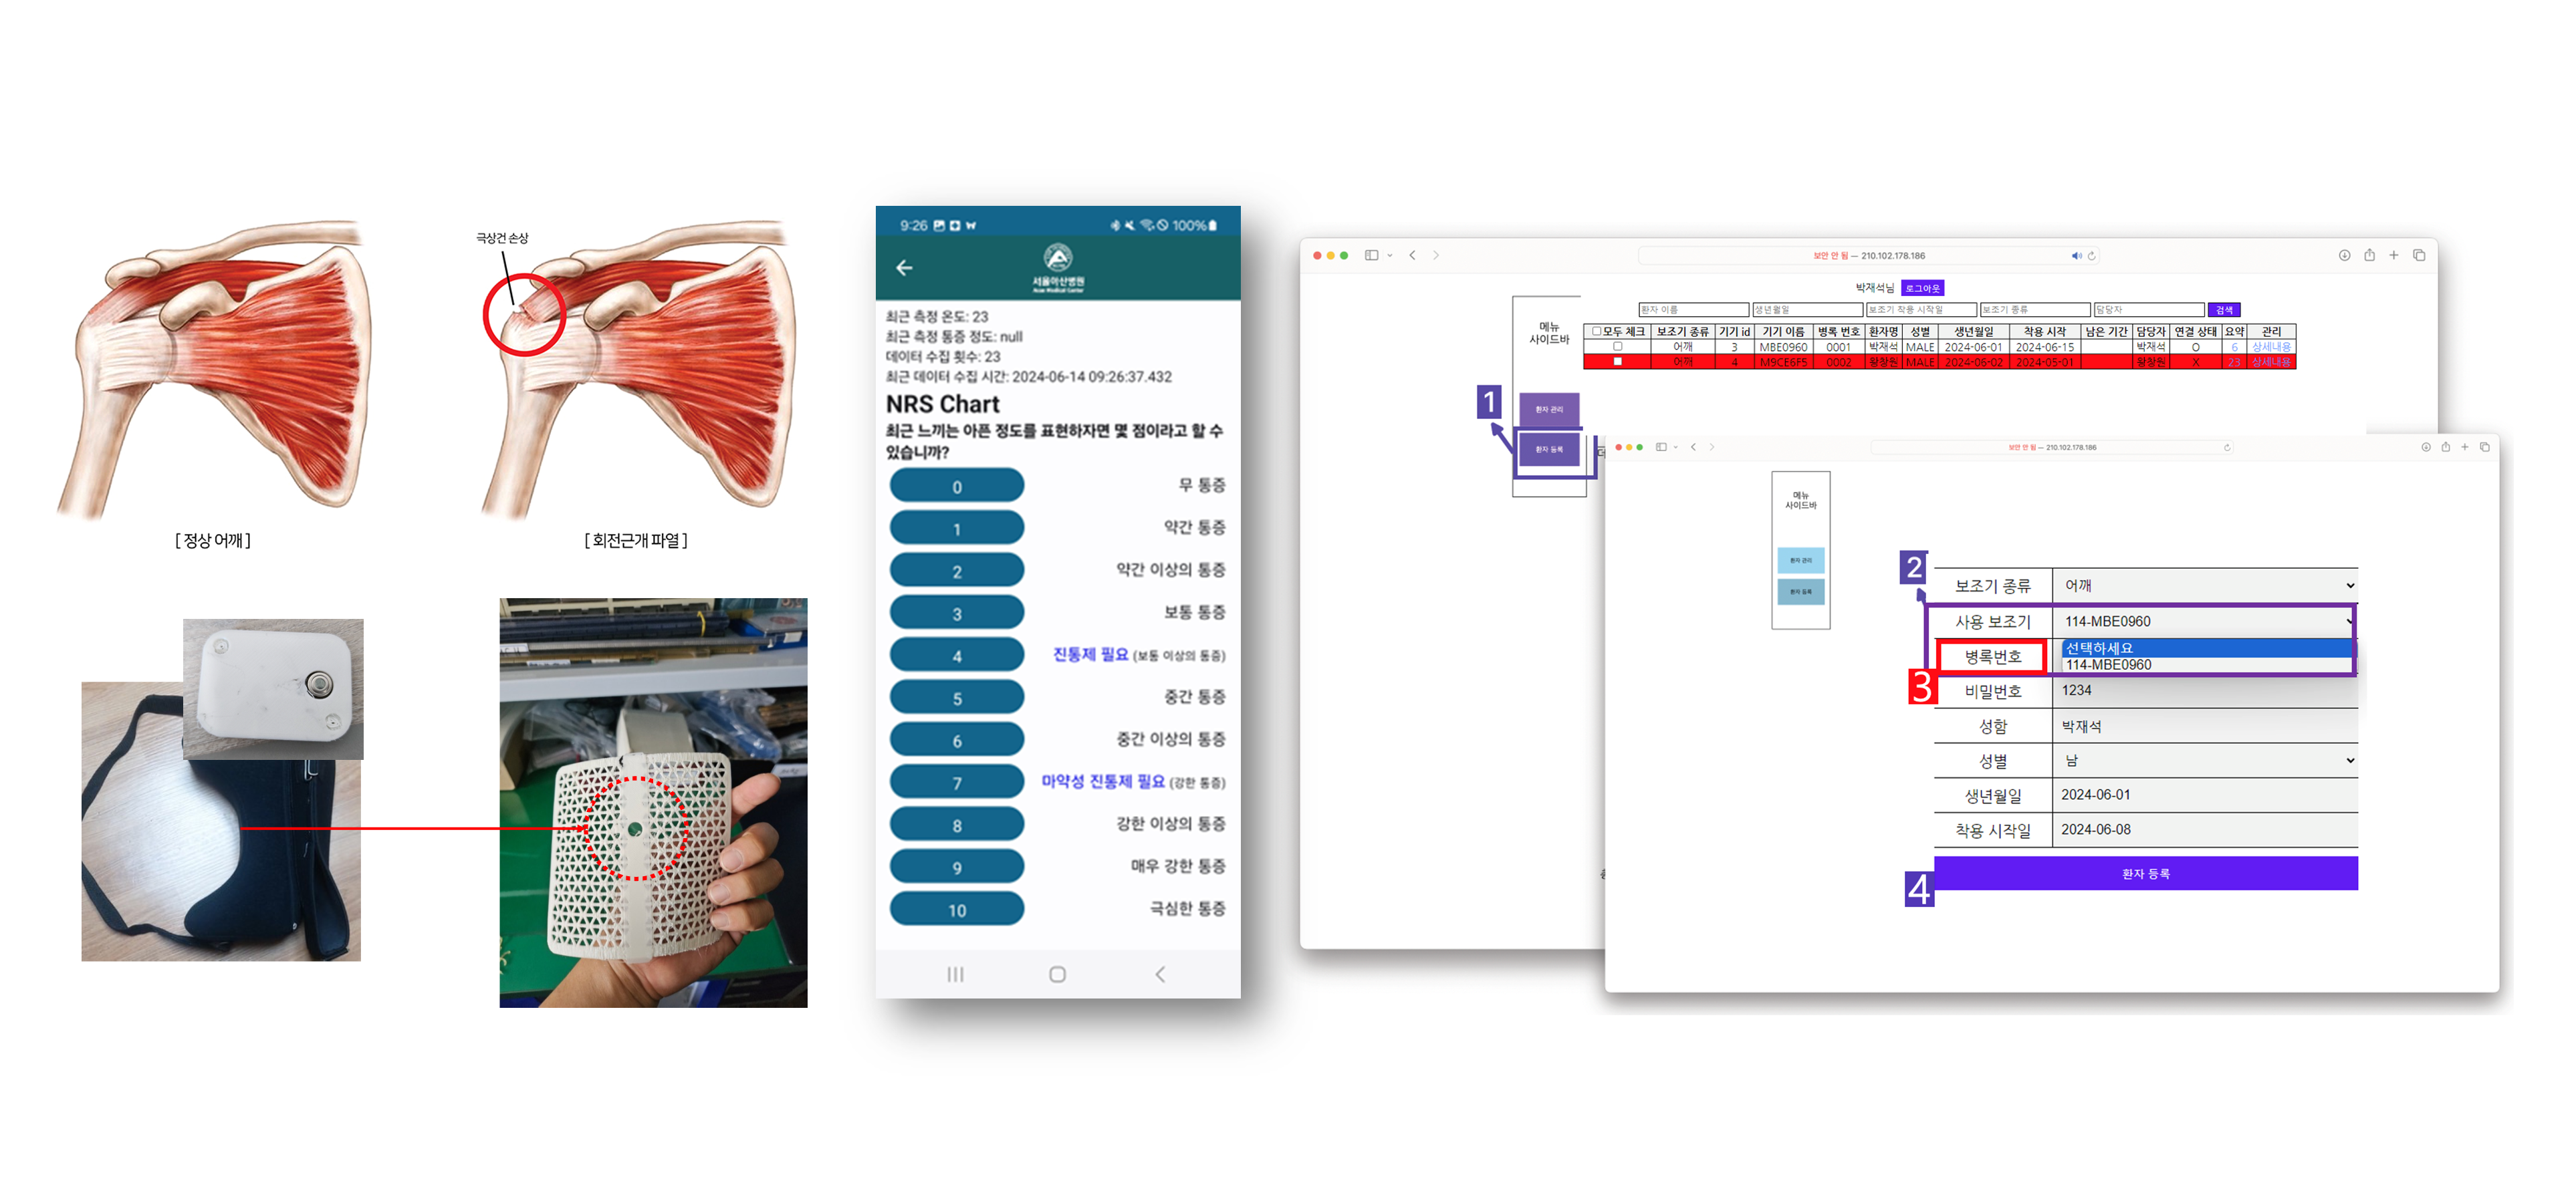 극상건 손상
[ 정상 어깨 ]
[ 회전근개 파열 ]
9:26
100%
서울아산병원
Asan Medical Center
최근 측정 온도: 23
최근 측정 통증 정도: null
데이터 수집 횟수: 23
최근 데이터 수집 시간: 2024-06-14 09:26:37.432
NRS Chart
최근 느끼는 아픈 정도를 표현하자면 몇 점이라고 할 수
있습니까?
0 무 통증
1 약간 통증
2 약간 이상의 통증
3 보통 통증
4 진통제 필요 (보통 이상의 통증)
5 중간 통증
6 중간 이상의 통증
7 마약성 진통제 필요 (강한 통증)
8 강한 이상의 통증
9 매우 강한 통증
10 극심한 통증
보안 안 됨 — 210.102.178.186
박재석님 로그아웃
환자 이름 생년월일 보조기 착용 시작일 보조기 종류 담당자 검색
메뉴
사이드바
모두 체크 보조기 종류 기기 id 기기 이름 병록 번호 환자명 성별 생년월일 착용 시작 남은 기간 담당자 연결 상태 요약 관리
어깨 3 MBE0960 0001 박재석 MALE 2024-06-01 2024-06-15 박재석 O 6 상세내용
어깨 4 M9CE6F5 0002 왕창원 MALE 2024-06-02 2024-05-01 왕창원 X 23 상세내용
1
환자 관리
환자 등록
보안 안 됨 — 210.102.178.186
메뉴
사이드바
환자 관리
환자 등록
2
보조기 종류 어깨
사용 보조기 114-MBE0960
병록번호 선택하세요
114-MBE0960
3
비밀번호 1234
성함 박재석
성별 남
생년월일 2024-06-01
착용 시작일 2024-06-08
4
환자 등록